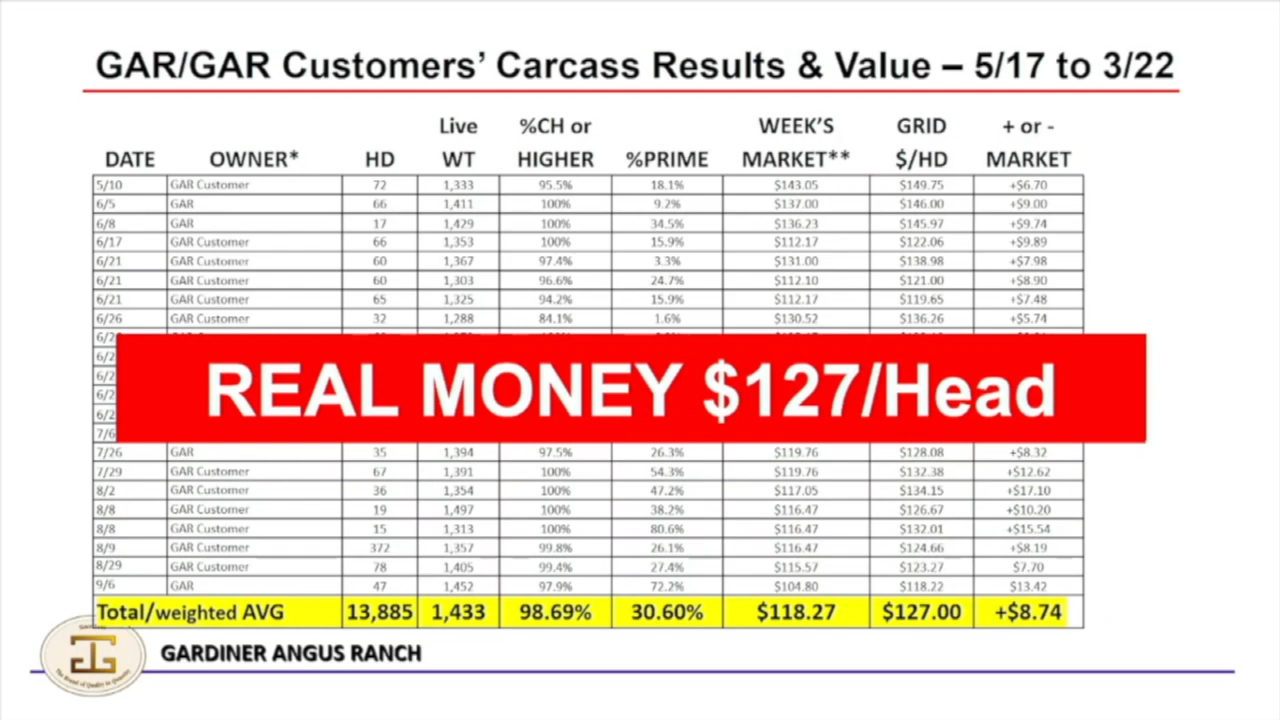 GAR/GAR Customers’ Carcass Results & Value – 5/17 to 3/22
DATE OWNER* HD Live WT %CH or HIGHER %PRIME WEEK’S MARKET** GRID $/HD + or - MARKET
5/10 GAR Customer 72 1,333 95.5% 18.1% $143.05 $149.75 +$6.70
6/5 GAR 66 1,411 100% 9.2% $137.00 $146.00 +$9.00
6/8 GAR 17 1,429 100% 34.5% $136.23 $145.97 +$9.74
6/17 GAR Customer 66 1,353 100% 15.9% $112.17 $122.06 +$9.89
6/21 GAR Customer 60 1,367 97.4% 3.3% $131.00 $138.98 +$7.98
6/21 GAR Customer 60 1,303 96.6% 24.7% $112.10 $121.00 +$8.90
6/21 GAR Customer 65 1,325 94.2% 15.9% $112.17 $119.65 +$7.48
6/26 GAR Customer 32 1,288 84.1% 1.6% $130.52 $136.26 +$5.74
REAL MONEY $127/Head
7/26 GAR 35 1,394 97.5% 26.3% $119.76 $128.08 +$8.32
7/29 GAR Customer 67 1,391 100% 54.3% $119.76 $132.38 +$12.62
8/2 GAR Customer 36 1,354 100% 47.2% $117.05 $134.15 +$17.10
8/8 GAR Customer 19 1,497 100% 38.2% $116.47 $126.67 +$10.20
8/8 GAR Customer 15 1,313 100% 80.6% $116.47 $132.01 +$15.54
8/9 GAR Customer 372 1,357 99.8% 26.1% $116.47 $124.66 +$8.19
8/29 GAR Customer 78 1,405 99.4% 27.4% $115.57 $123.27 $7.70
9/6 GAR 47 1,452 97.9% 72.2% $104.80 $118.22 $13.42
Total/weighted AVG 13,885 1,433 98.69% 30.60% $118.27 $127.00 +$8.74
GARDINER ANGUS RANCH